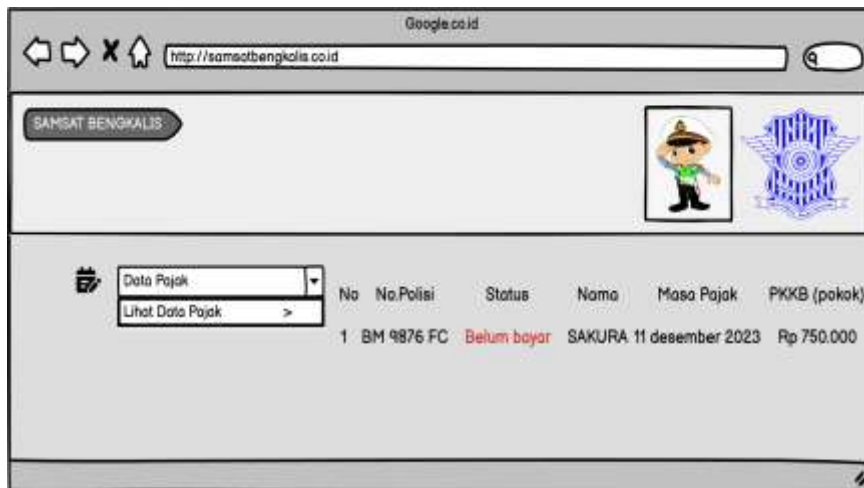 Google.co.id
http://samsatbengkalis.co.id
SAMSAT BENGKALIS
Data Pajak
Lihat Data Pajak >
No No.Polisi Status Nama Masa Pajak PKKB (pokok)
1 BM 9876 FC Belum bayar SAKURA 11 desember 2023 Rp 750.000